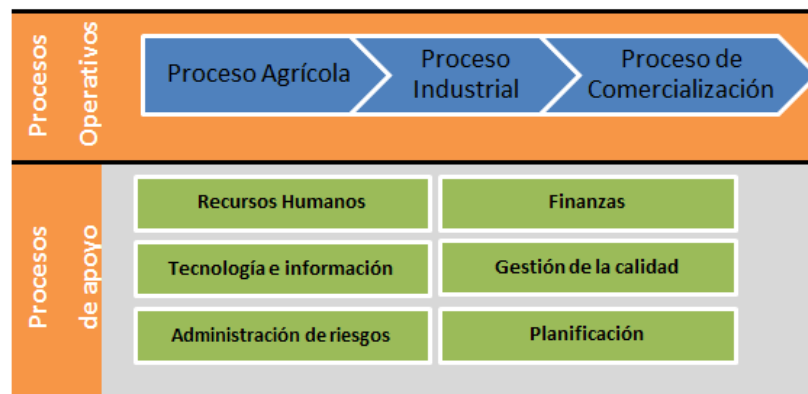 Procesos
Operativos
Proceso Agrícola
Proceso
Industrial
Proceso de
Comercialización
Procesos
de apoyo
Recursos Humanos
Finanzas
Tecnología e información
Gestión de la calidad
Administración de riesgos
Planificación